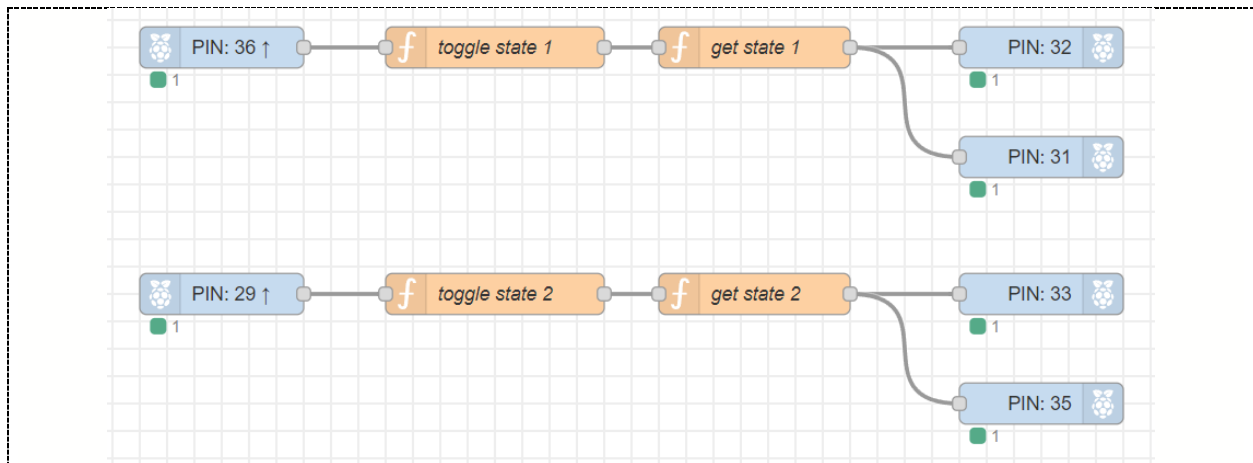 PIN: 36 ↑ toggle state 1 get state 1 PIN: 32
1 1
PIN: 31
1
PIN: 29 ↑ toggle state 2 get state 2 PIN: 33
1 1
PIN: 35
1